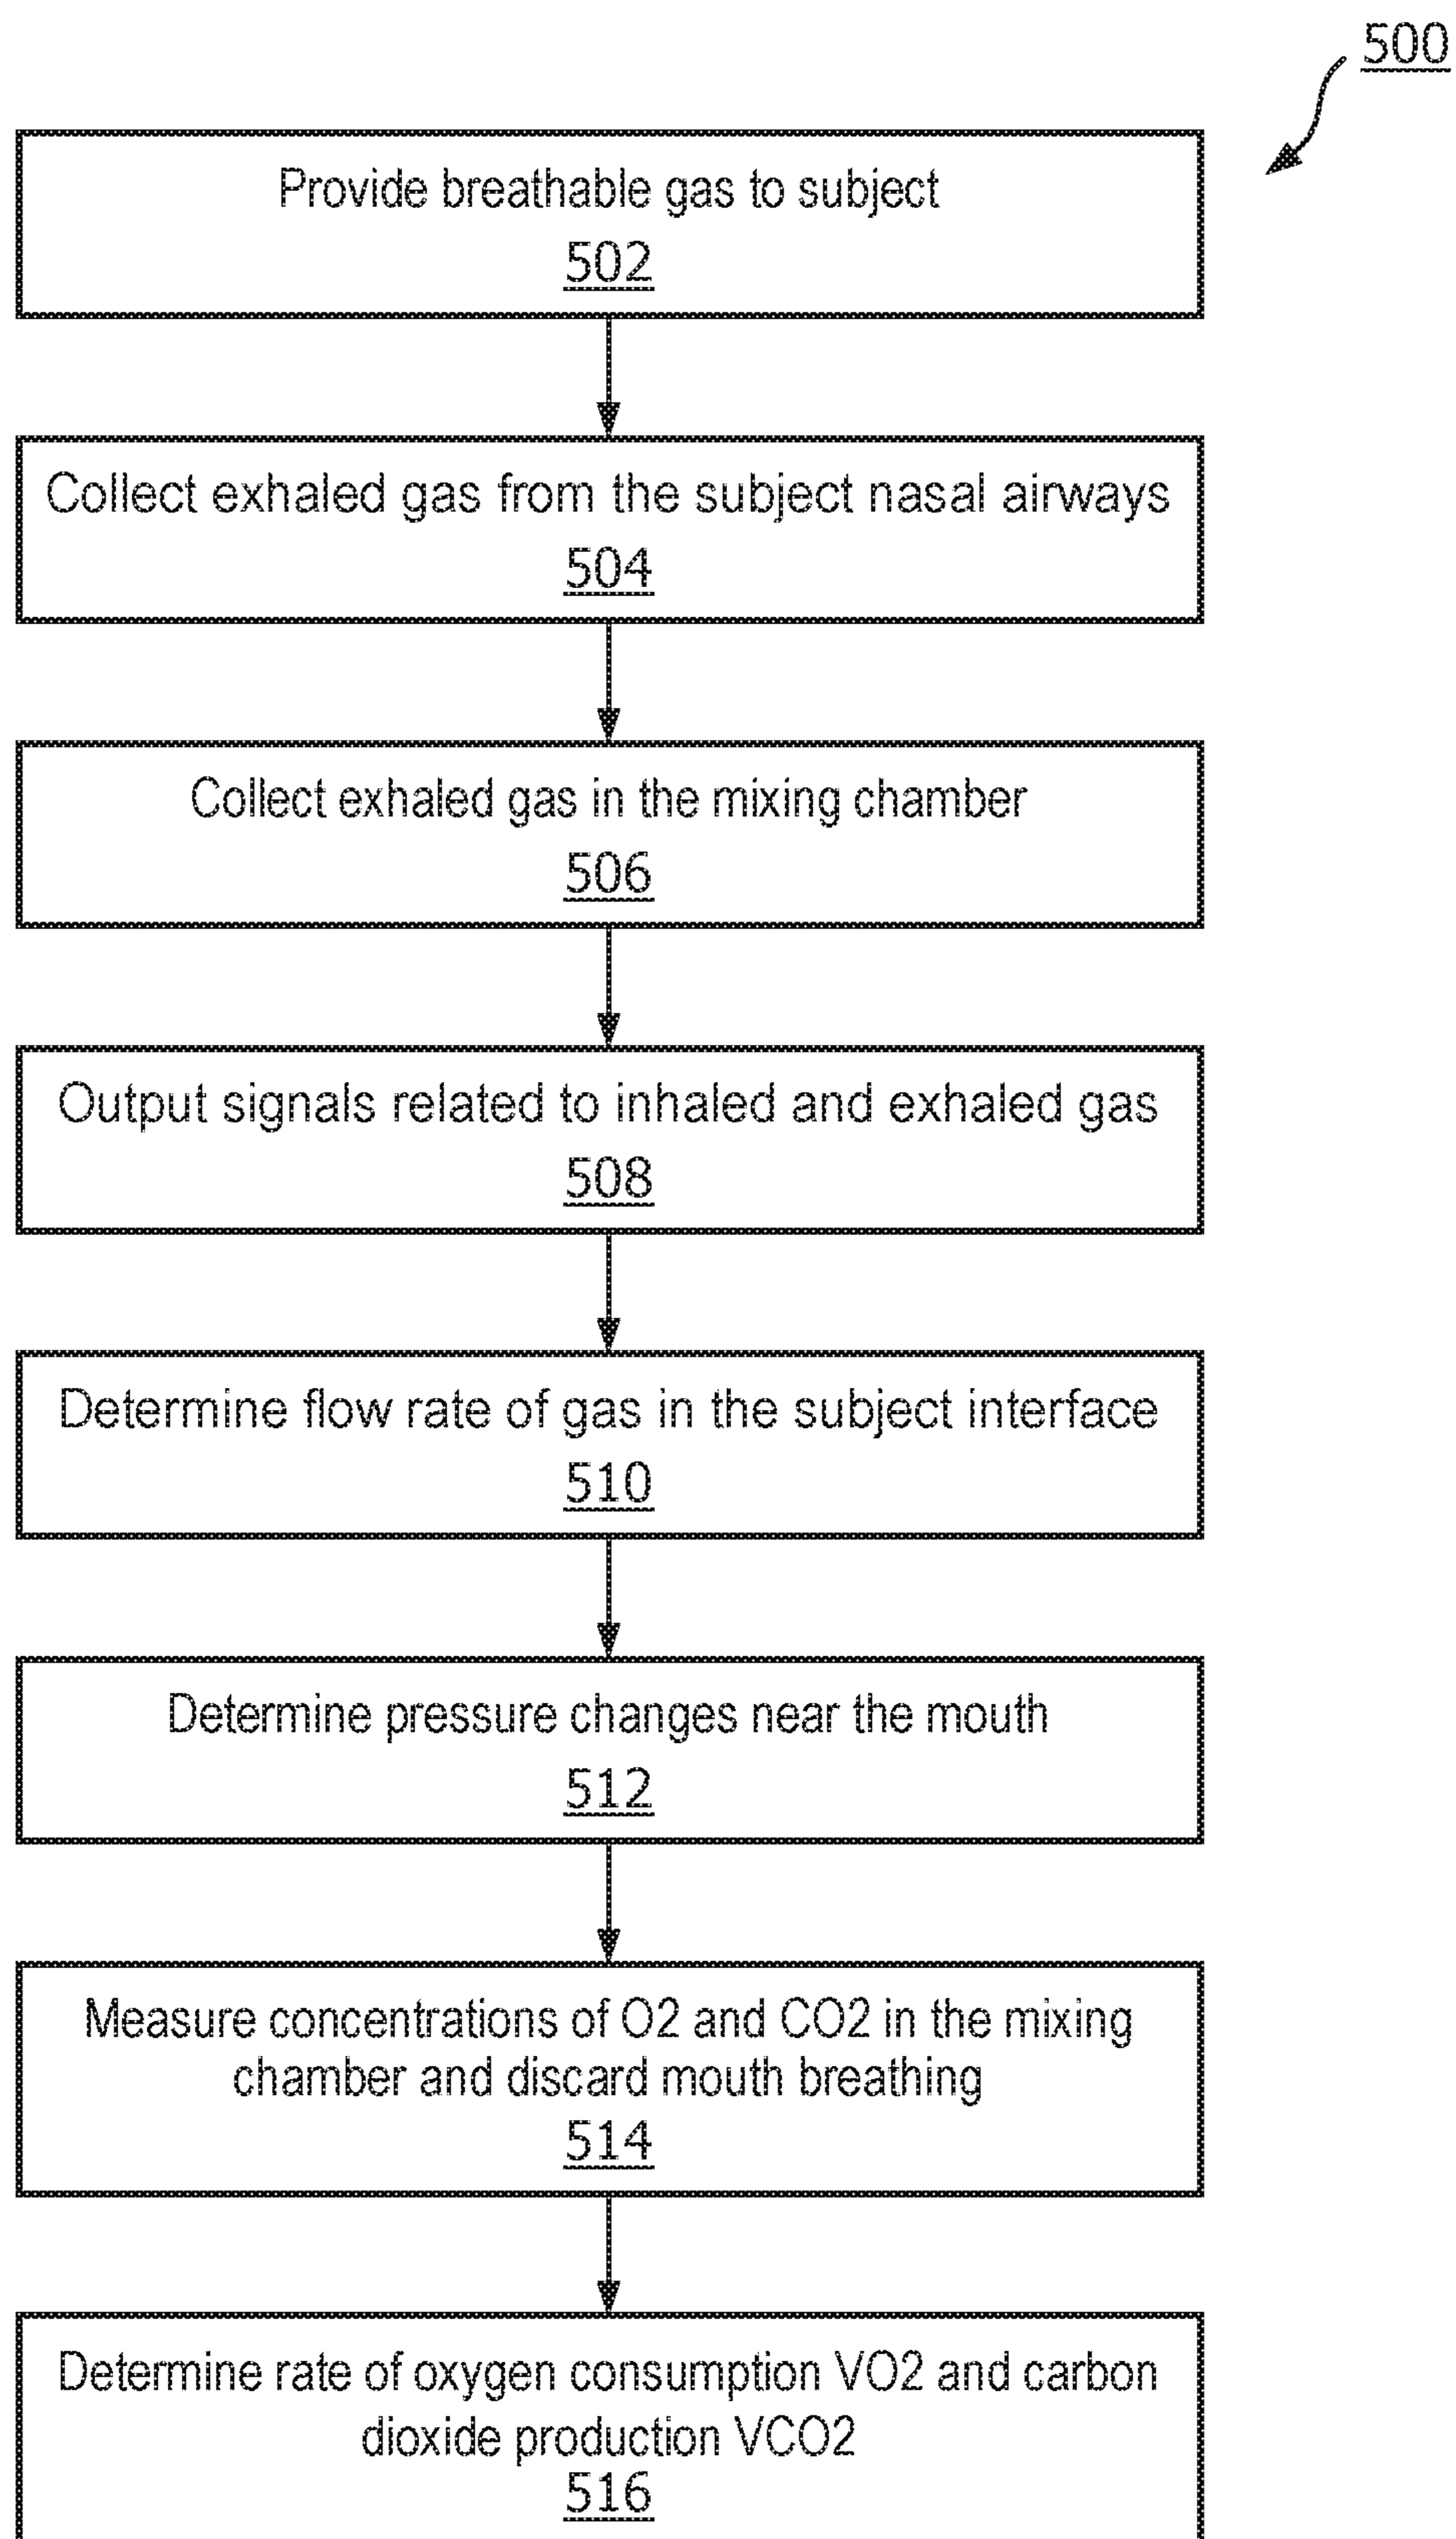 500
Provide breathable gas to subject
502
Collect exhaled gas from the subject nasal airways
504
Collect exhaled gas in the mixing chamber
506
Output signals related to inhaled and exhaled gas
508
Determine flow rate of gas in the subject interface
510
Determine pressure changes near the mouth
512
Measure concentrations of O2 and CO2 in the mixing
chamber and discard mouth breathing
514
Determine rate of oxygen consumption VO2 and carbon
dioxide production VCO2
516